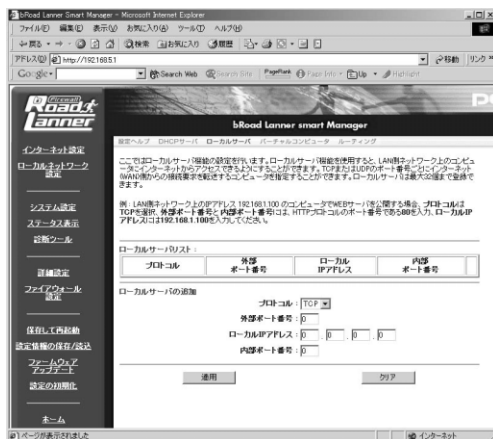 bRoad Lanner Smart Manager - Microsoft Internet Explorer
ファイル(F) 編集(E) 表示(V) お気に入り(A) ツール(T) ヘルプ(H)
戻る 検索 お気に入り 履歴
アドレス(D) http://192.168.5.1 移動 リンク
Google Search Web Search Site PageRank Page Info Up Highlight
Firewall
Road
Lanner
bRoad Lanner smart Manager
設定ヘルプ DHCPサーバ ローカルサーバ バーチャルコンピュータ ルーティング
インターネット設定
ローカルネットワーク
設定
システム設定
ステータス表示
診断ツール
詳細設定
ファイアウォール
設定
保存して再起動
設定情報の保存/読込
ファームウェア
アップデート
設定の初期化
ホーム
ここではローカルサーバ機能の設定を行います。ローカルサーバ機能を使用すると、LAN側ネットワーク上のコンピュ
ータにインターネットからアクセスできるようにすることができます。TCPまたはUDPのポート番号ごとにインターネット
(WAN)側からの接続要求を転送するコンピュータを指定することができます。ローカルサーバは最大32個まで登録で
きます。
例：LAN側ネットワーク上のIPアドレス 192.168.1.100 のコンピュータでWEBサーバを公開する場合、プロトコルは
TCPを選択、外部ポート番号と内部ポート番号には、HTTPプロトコルのポート番号である80を入力、ローカルIP
アドレスには192.168.1.100を入力してください。
ローカルサーバリスト：
プロトコル 外部ポート番号 ローカルIPアドレス 内部ポート番号
ローカルサーバの追加
プロトコル： TCP
外部ポート番号： 0
ローカルIPアドレス： 0 . 0 . 0 . 0
内部ポート番号： 0
適用 クリア
ページが表示されました インターネット